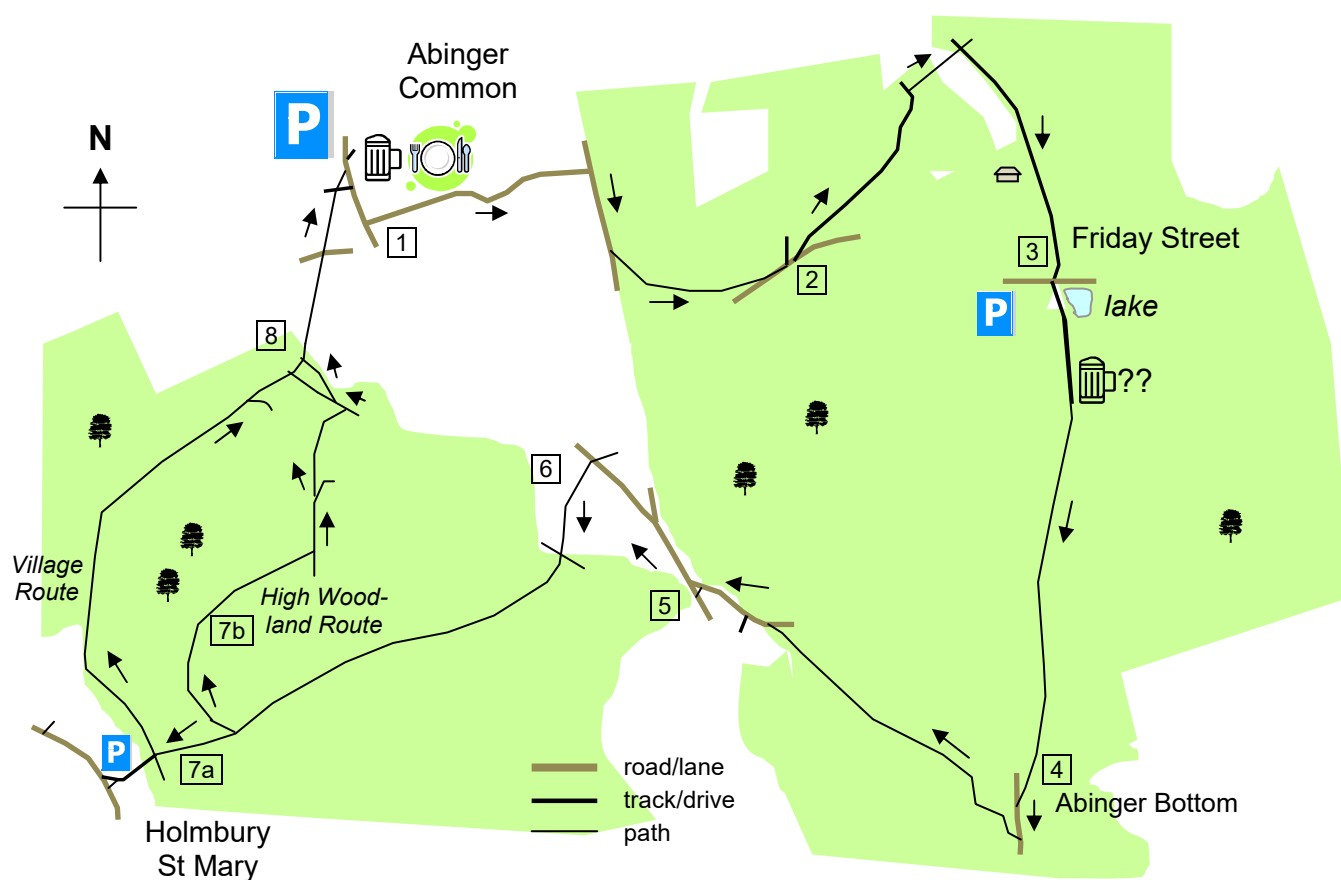 Abinger
Common
P
N
1
2
3
Friday Street
P
lake
8
??
6
Village
Route
High Wood-
land Route
7b
5
P
7a
road/lane
track/drive
path
4
Abinger Bottom
Holmbury
St Mary